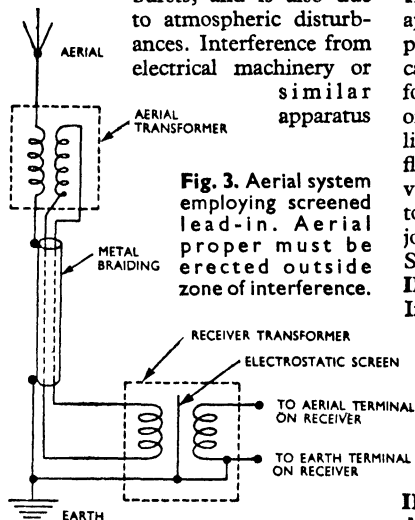 bursts, and is also due
to atmospheric disturb-
ances. Interference from
electrical machinery or
similar
apparatus
AERIAL
AERIAL
TRANSFORMER
Fig. 3. Aerial system
employing screened
lead-in. Aerial
proper must be
erected outside
zone of interference.
METAL
BRAIDING
RECEIVER TRANSFORMER
ELECTROSTATIC SCREEN
TO AERIAL TERMINAL
ON RECEIVER
TO EARTH TERMINAL
ON RECEIVER
EARTH